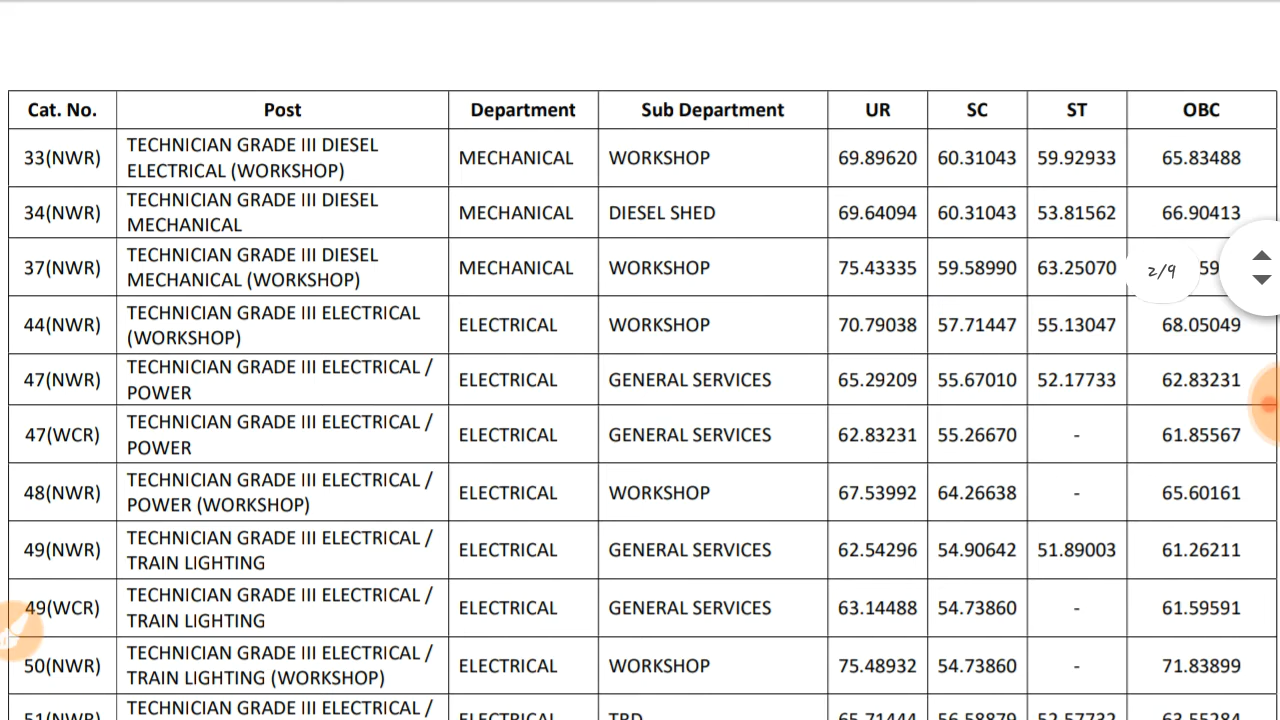 Cat. No. Post Department Sub Department UR SC ST OBC
33(NWR) TECHNICIAN GRADE III DIESEL ELECTRICAL (WORKSHOP) MECHANICAL WORKSHOP 69.89620 60.31043 59.92933 65.83488
34(NWR) TECHNICIAN GRADE III DIESEL MECHANICAL MECHANICAL DIESEL SHED 69.64094 60.31043 53.81562 66.90413
37(NWR) TECHNICIAN GRADE III DIESEL MECHANICAL (WORKSHOP) MECHANICAL WORKSHOP 75.43335 59.58990 63.25070
2/9
44(NWR) TECHNICIAN GRADE III ELECTRICAL (WORKSHOP) ELECTRICAL WORKSHOP 70.79038 57.71447 55.13047 68.05049
47(NWR) TECHNICIAN GRADE III ELECTRICAL / POWER ELECTRICAL GENERAL SERVICES 65.29209 55.67010 52.17733 62.83231
47(WCR) TECHNICIAN GRADE III ELECTRICAL / POWER ELECTRICAL GENERAL SERVICES 62.83231 55.26670 - 61.85567
48(NWR) TECHNICIAN GRADE III ELECTRICAL / POWER (WORKSHOP) ELECTRICAL WORKSHOP 67.53992 64.26638 - 65.60161
49(NWR) TECHNICIAN GRADE III ELECTRICAL / TRAIN LIGHTING ELECTRICAL GENERAL SERVICES 62.54296 54.90642 51.89003 61.26211
49(WCR) TECHNICIAN GRADE III ELECTRICAL / TRAIN LIGHTING ELECTRICAL GENERAL SERVICES 63.14488 54.73860 - 61.59591
50(NWR) TECHNICIAN GRADE III ELECTRICAL / TRAIN LIGHTING (WORKSHOP) ELECTRICAL WORKSHOP 75.48932 54.73860 - 71.83899
51(NWR) TECHNICIAN GRADE III ELECTRICAL / ELECTRICAL TRD 65.71444 56.58879 52.57732 63.55284